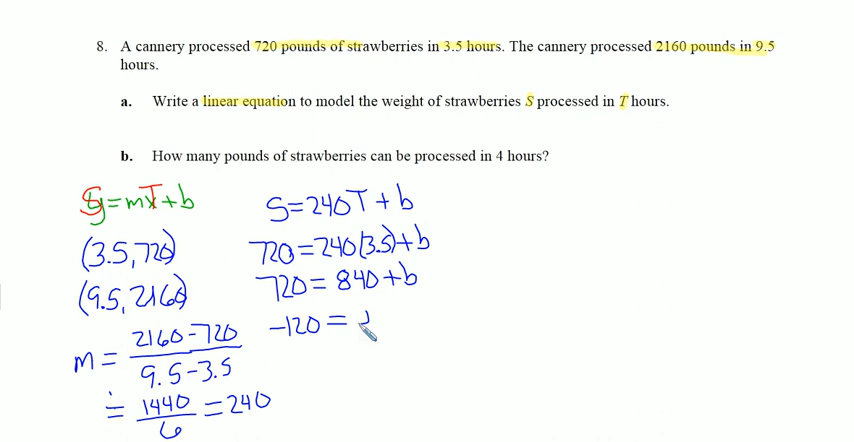 8. A cannery processed 720 pounds of strawberries in 3.5 hours. The cannery processed 2160 pounds in 9.5
hours.
a. Write a linear equation to model the weight of strawberries S processed in T hours.
b. How many pounds of strawberries can be processed in 4 hours?
S=mT+b
(3.5,720)
(9.5,2160)
m = 2160-720 / 9.5-3.5
= 1440 / 6 = 240
S=240T+b
720=240(3.5)+b
720=840+b
-120=